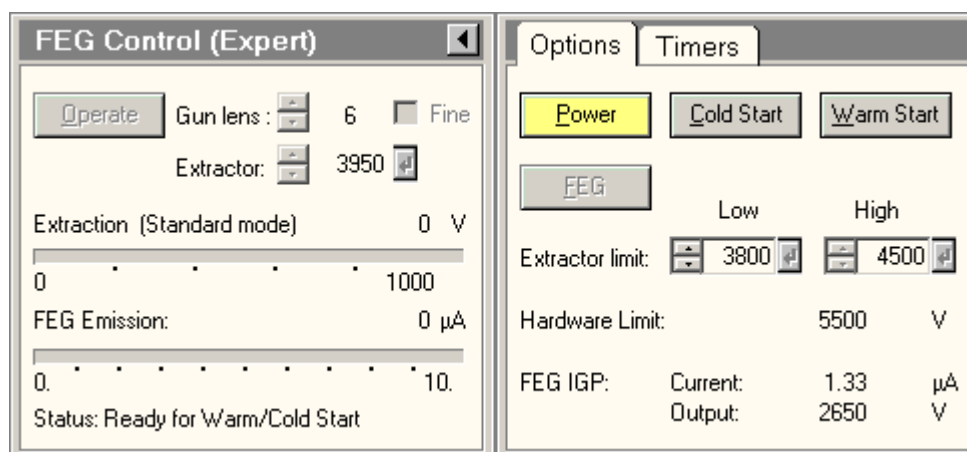 FEG Control (Expert)
Operate Gun lens : 6 Fine
Extractor: 3950
Extraction (Standard mode) 0 V
0 1000
FEG Emission: 0 µA
0. 10.
Status: Ready for Warm/Cold Start
Options Timers
Power Cold Start Warm Start
FEG
Low High
Extractor limit: 3800 4500
Hardware Limit: 5500 V
FEG IGP: Current: 1.33 µA
Output: 2650 V